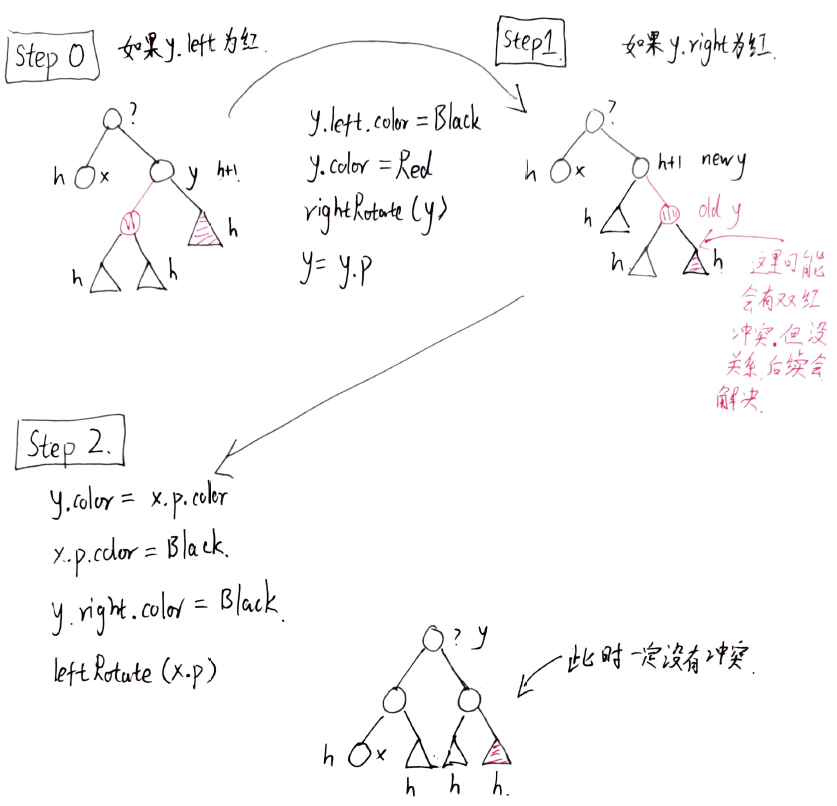 Step 0
如果y.left为红.
Step1
如果y.right为红.
?
h
x
y
h+1.
h
h
h
y.left.color = Black
y.color = Red
rightRotate (y)
y = y.p
?
h
x
h+1 new y
h
old y
h
h
这里可能
会有双红
冲突.但没
关系.后续会
解决.
Step 2.
y.color = x.p.color
x.p.color = Black.
y.right.color = Black.
leftRotate (x.p)
? y
此时一定没有冲突.
h
x
h
h
h.